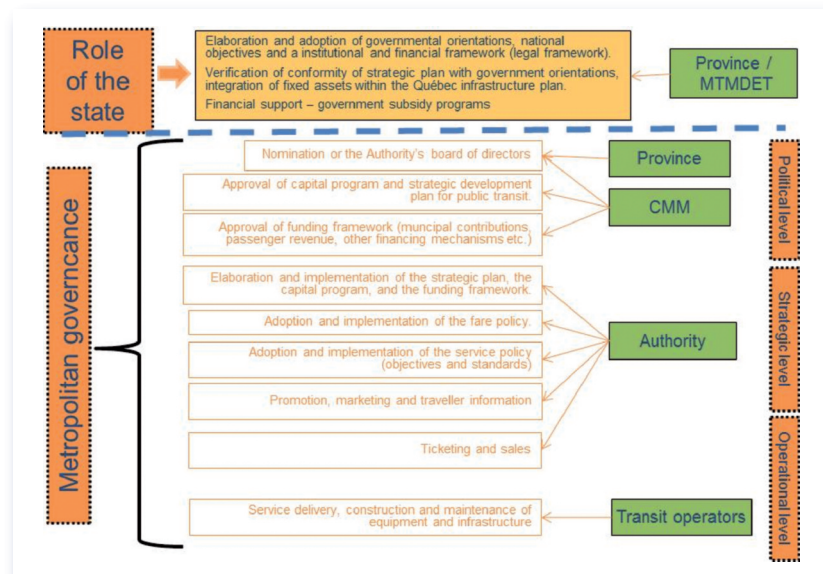 Role
of the
state
Elaboration and adoption of governmental orientations, national
objectives and a institutional and financial framework (legal framework).
Verification of conformity of strategic plan with government orientations,
integration of fixed assets within the Québec infrastructure plan.
Financial support – government subsidy programs
Province /
MTMDET
Metropolitan governcance
Nomination or the Authority's board of directors
Province
Approval of capital program and strategic development
plan for public transit.
CMM
Approval of funding framework (muncipal contributions,
passenger revenue, other financing mechanisms etc.)
Political level
Elaboration and implementation of the strategic plan, the
capital program, and the funding framework.
Adoption and implementation of the fare policy.
Adoption and implementation of the service policy
(objectives and standards)
Authority
Promotion, marketing and traveller information
Strategic level
Ticketing and sales
Service delivery, construction and maintenance of
equipment and infrastructure
Transit operators
Operational level